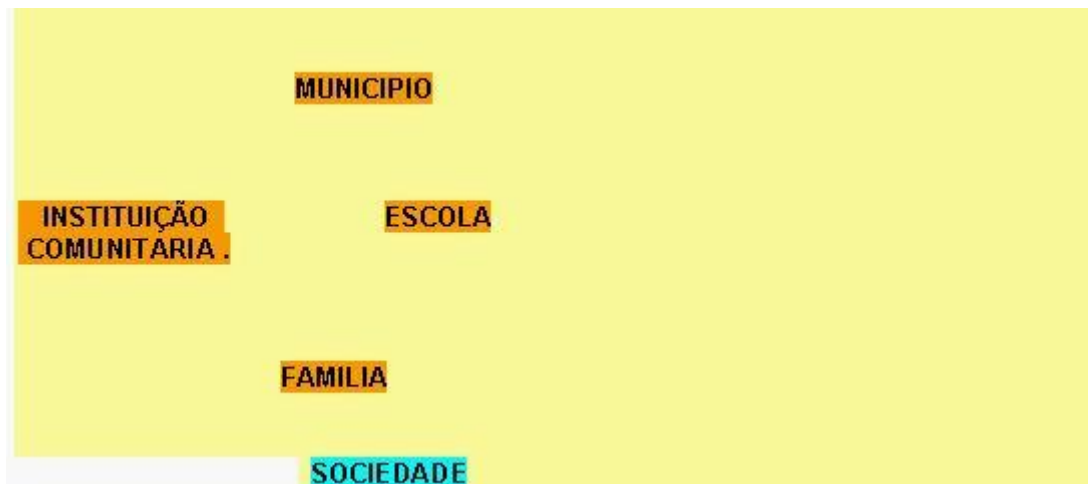 MUNICIPIO
INSTITUIÇÃO
COMUNITARIA .
ESCOLA
FAMILIA
SOCIEDADE